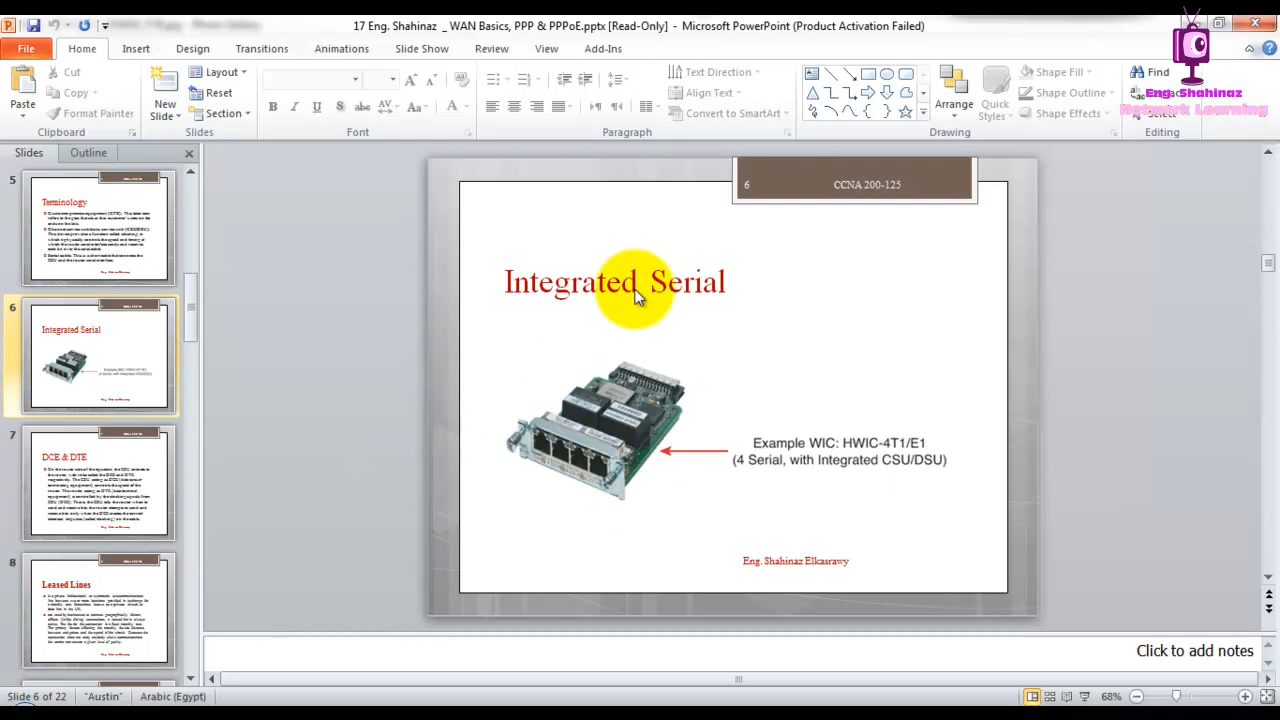 17 Eng. Shahinaz _ WAN Basics, PPP & PPPoE.pptx [Read-Only] - Microsoft PowerPoint (Product Activation Failed)
File Home Insert Design Transitions Animations Slide Show Review View Add-Ins
Cut
Copy
Format Painter
Paste
Clipboard
New
Slide
Layout
Reset
Section
Slides
Font
Text Direction
Align Text
Convert to SmartArt
Paragraph
Arrange
Quick
Styles
Shape Fill
Shape Outline
Shape Effects
Drawing
Find
Select
Editing
Eng. Shahinaz
Network Learning
Slides Outline
5
Terminology
6
Integrated Serial
7
DCE & DTE
8
Leased Lines
6 CCNA 200-125
Integrated Serial
Example WIC: HWIC-4T1/E1
(4 Serial, with Integrated CSU/DSU)
Eng. Shahinaz Elkasrawy
Click to add notes
Slide 6 of 22 "Austin" Arabic (Egypt) 68%